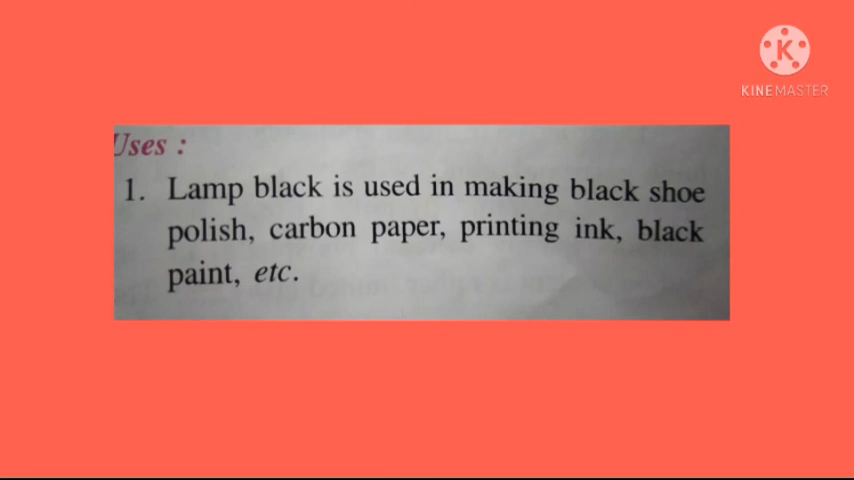 KINEMASTER
Uses :
1. Lamp black is used in making black shoe
polish, carbon paper, printing ink, black
paint, etc.